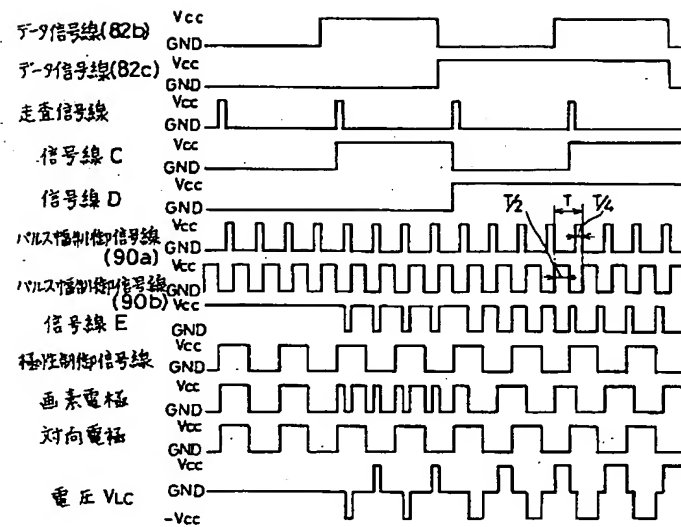 Vcc
データ信号線(82b)
GND
データ信号線(82c)
Vcc
GND
Vcc
走査信号線
GND
Vcc
信号線 C
GND
Vcc
信号線 D
GND
T/2
T
T/4
Vcc
パルス幅制御信号線
(90a)
GND
Vcc
パルス幅制御信号線
(90b)
GND
Vcc
信号線 E
GND
Vcc
極性制御信号線
GND
Vcc
画素電極
GND
Vcc
対向電極
GND
Vcc
GND
電圧 VLC
-Vcc